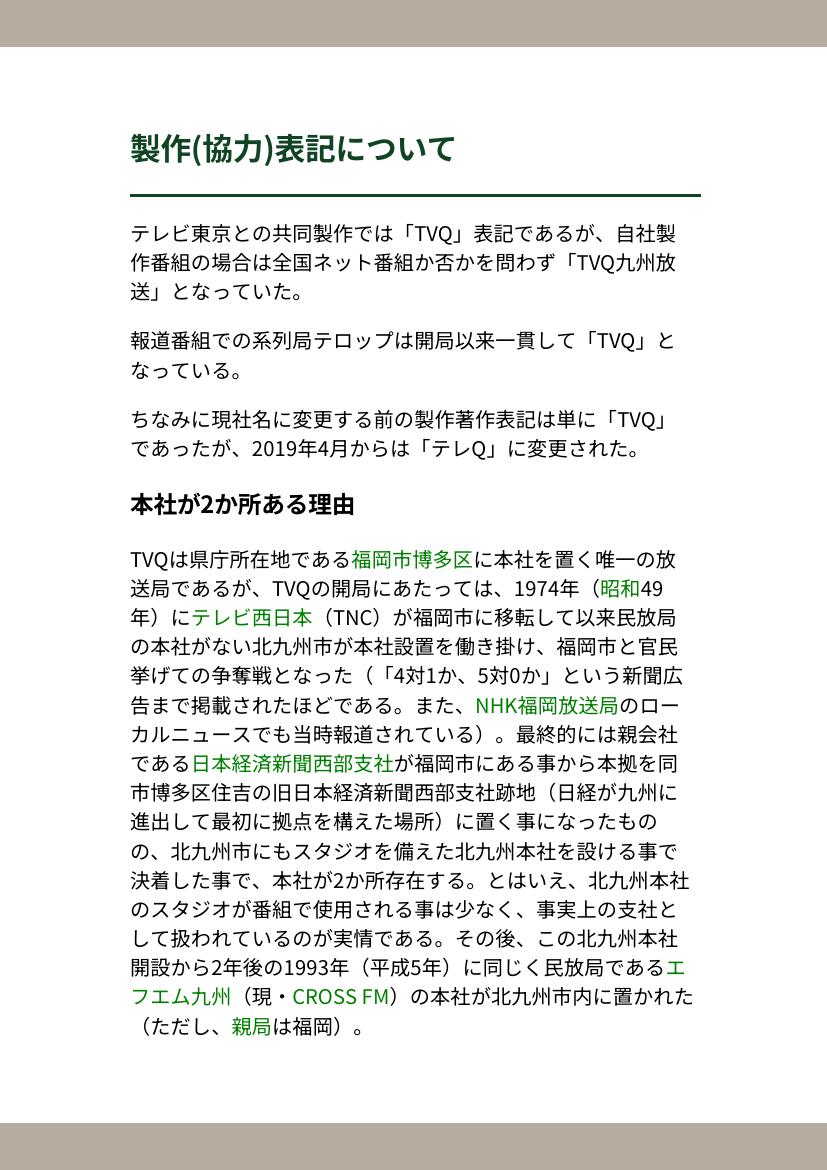 製作(協力)表記について
テレビ東京との共同製作では「TVQ」表記であるが、自社製
作番組の場合は全国ネット番組か否かを問わず「TVQ九州放
送」となっていた。
報道番組での系列局テロップは開局以来一貫して「TVQ」と
なっている。
ちなみに現社名に変更する前の製作著作表記は単に「TVQ」
であったが、2019年4月からは「テレQ」に変更された。
本社が2か所ある理由
TVQは県庁所在地である福岡市博多区に本社を置く唯一の放
送局であるが、TVQの開局にあたっては、1974年（昭和49
年）にテレビ西日本（TNC）が福岡市に移転して以来民放局
の本社がない北九州市が本社設置を働き掛け、福岡市と官民
挙げての争奪戦となった（「4対1か、5対0か」という新聞広
告まで掲載されたほどである。また、NHK福岡放送局のロー
カルニュースでも当時報道されている）。最終的には親会社
である日本経済新聞西部支社が福岡市にある事から本拠を同
市博多区住吉の旧日本経済新聞西部支社跡地（日経が九州に
進出して最初に拠点を構えた場所）に置く事になったもの
の、北九州市にもスタジオを備えた北九州本社を設ける事で
決着した事で、本社が2か所存在する。とはいえ、北九州本社
のスタジオが番組で使用される事は少なく、事実上の支社と
して扱われているのが実情である。その後、この北九州本社
開設から2年後の1993年（平成5年）に同じく民放局であるエ
フエム九州（現・CROSS FM）の本社が北九州市内に置かれた
（ただし、親局は福岡）。